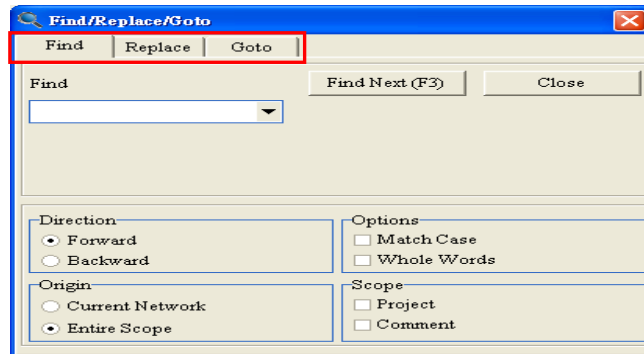 Find/Replace/Goto
Find Replace Goto
Find Find Next (F3) Close
Direction Options
Forward Match Case
Backward Whole Words
Origin Scope
Current Network Project
Entire Scope Comment